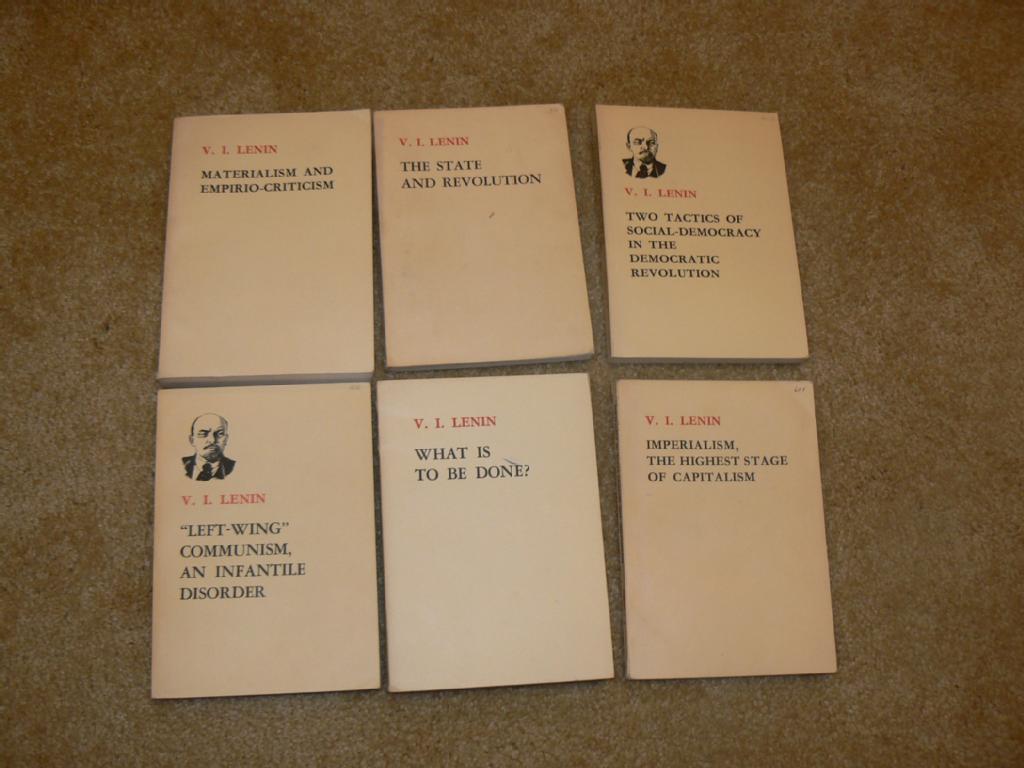 V. I. LENIN
MATERIALISM AND
EMPIRIO-CRITICISM
V. I. LENIN
THE STATE
AND REVOLUTION
V. I. LENIN
TWO TACTICS OF
SOCIAL-DEMOCRACY
IN THE
DEMOCRATIC
REVOLUTION
V. I. LENIN
"LEFT-WING"
COMMUNISM,
AN INFANTILE
DISORDER
V. I. LENIN
WHAT IS
TO BE DONE?
V. I. LENIN
IMPERIALISM,
THE HIGHEST STAGE
OF CAPITALISM